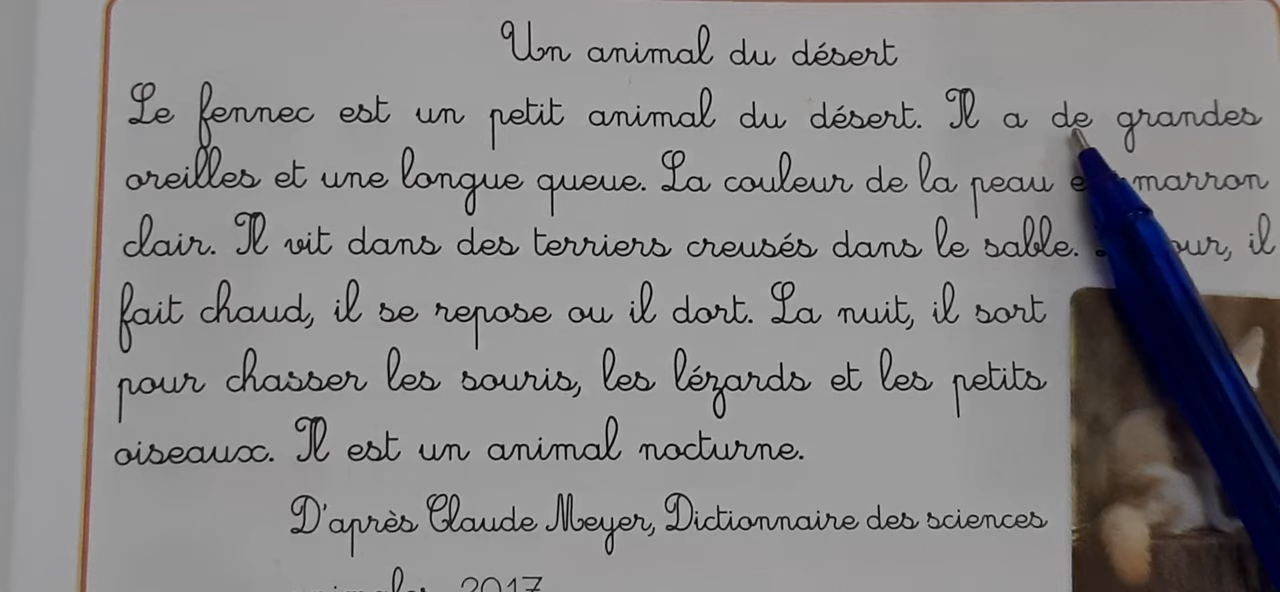 Un animal du désert
Le fennec est un petit animal du désert. Il a de grandes
oreilles et une longue queue. La couleur de la peau marron
clair. Il vit dans des terriers creusés dans le sable. il
fait chaud, il se repose ou il dort. La nuit, il sort
pour chasser les souris, les lézards et les petits
oiseaux. Il est un animal nocturne.
D'après Claude Meyer, Dictionnaire des sciences
2017